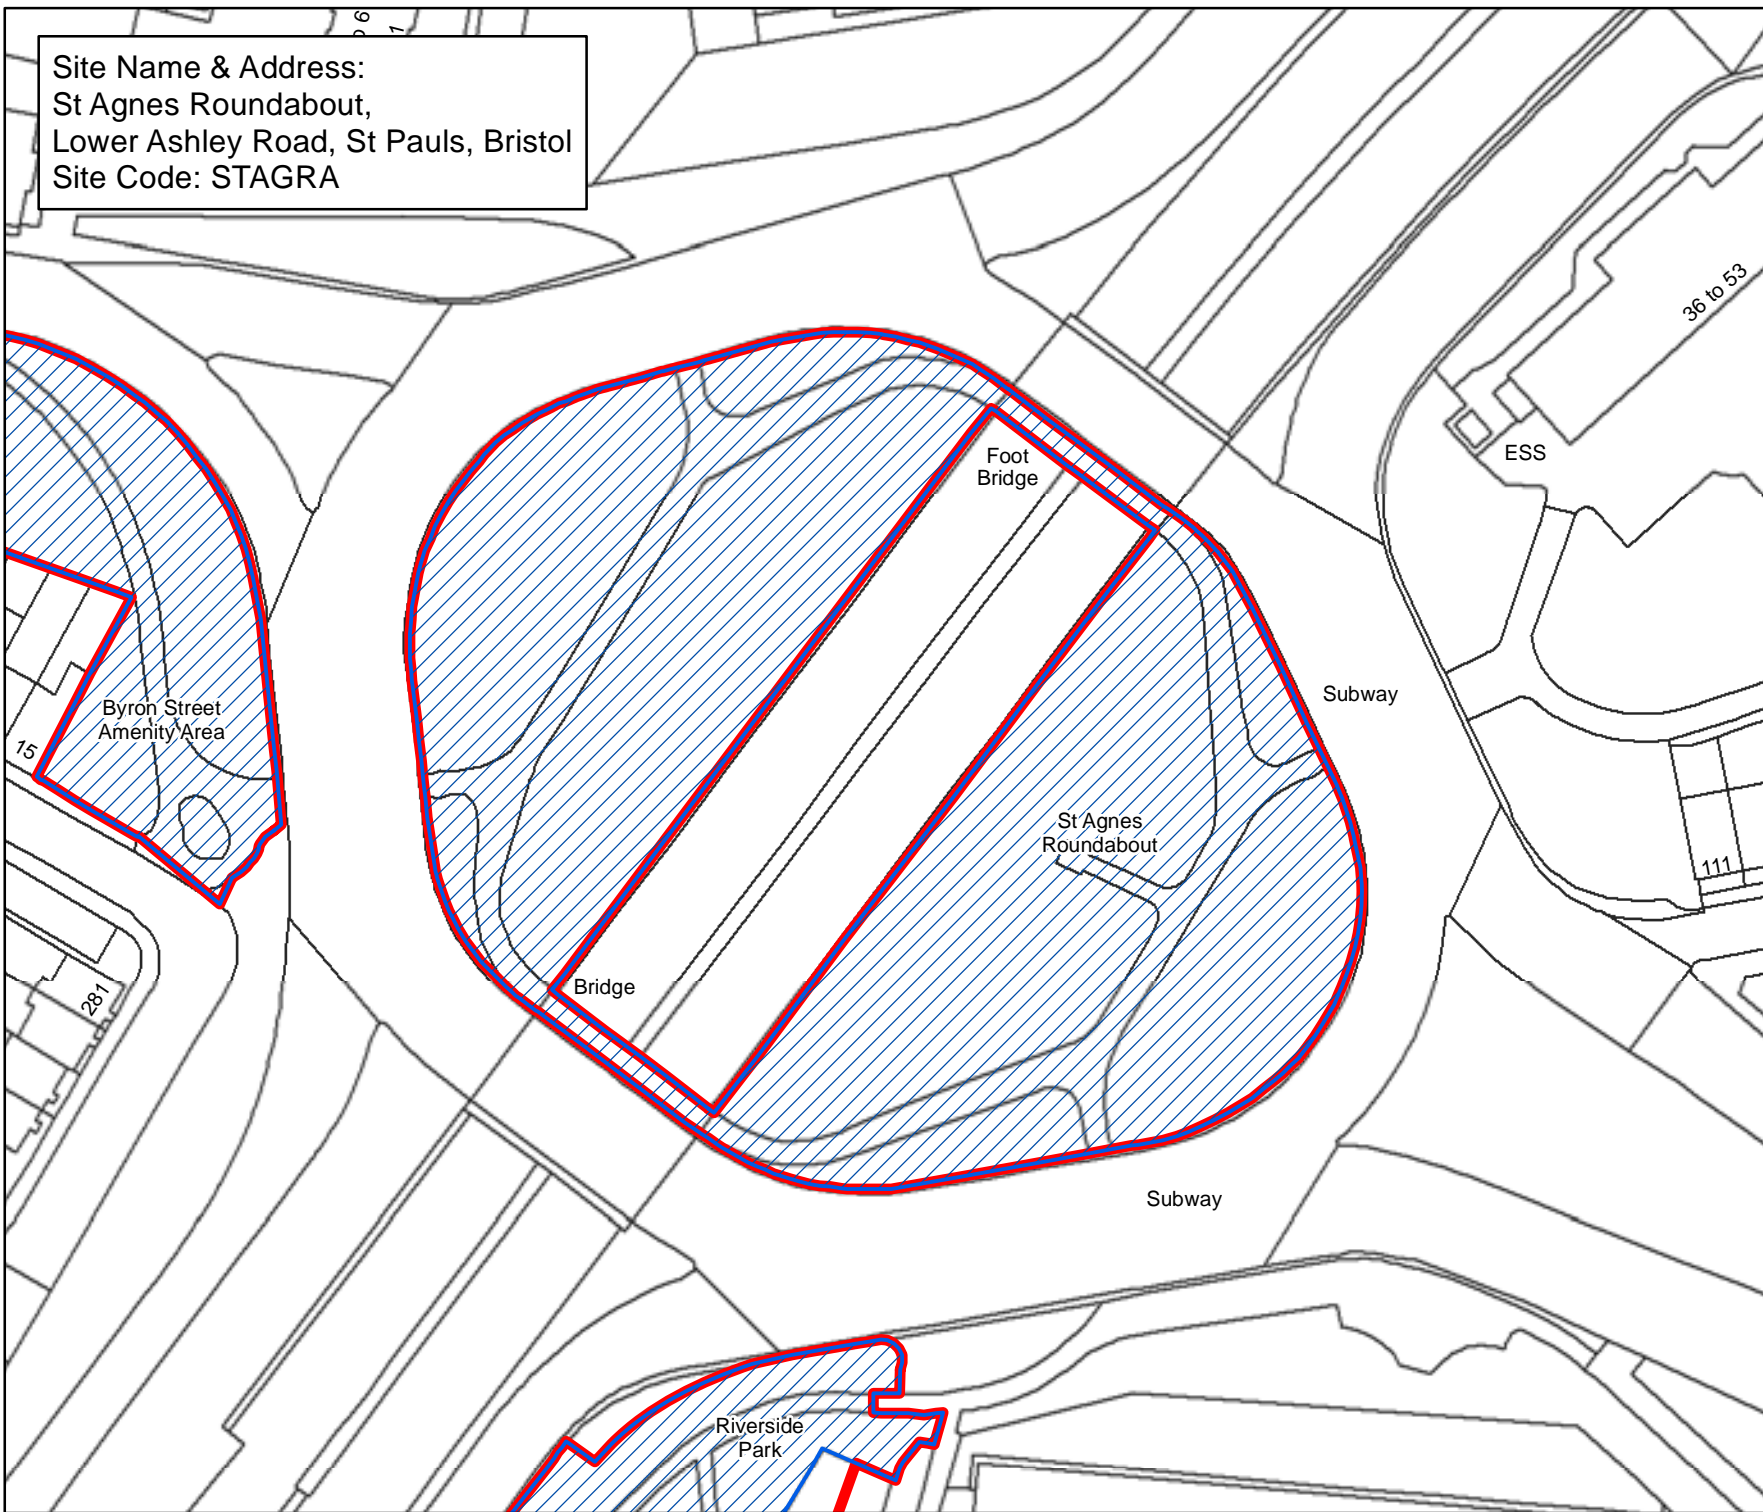 Site Name & Address:
St Agnes Roundabout,
Lower Ashley Road, St Pauls, Bristol
Site Code: STAGRA
36 to 53
Foot
Bridge
ESS
Subway
Byron Street
Amenity Area
15
St Agnes
Roundabout
111
Bridge
281
Subway
Riverside
Park